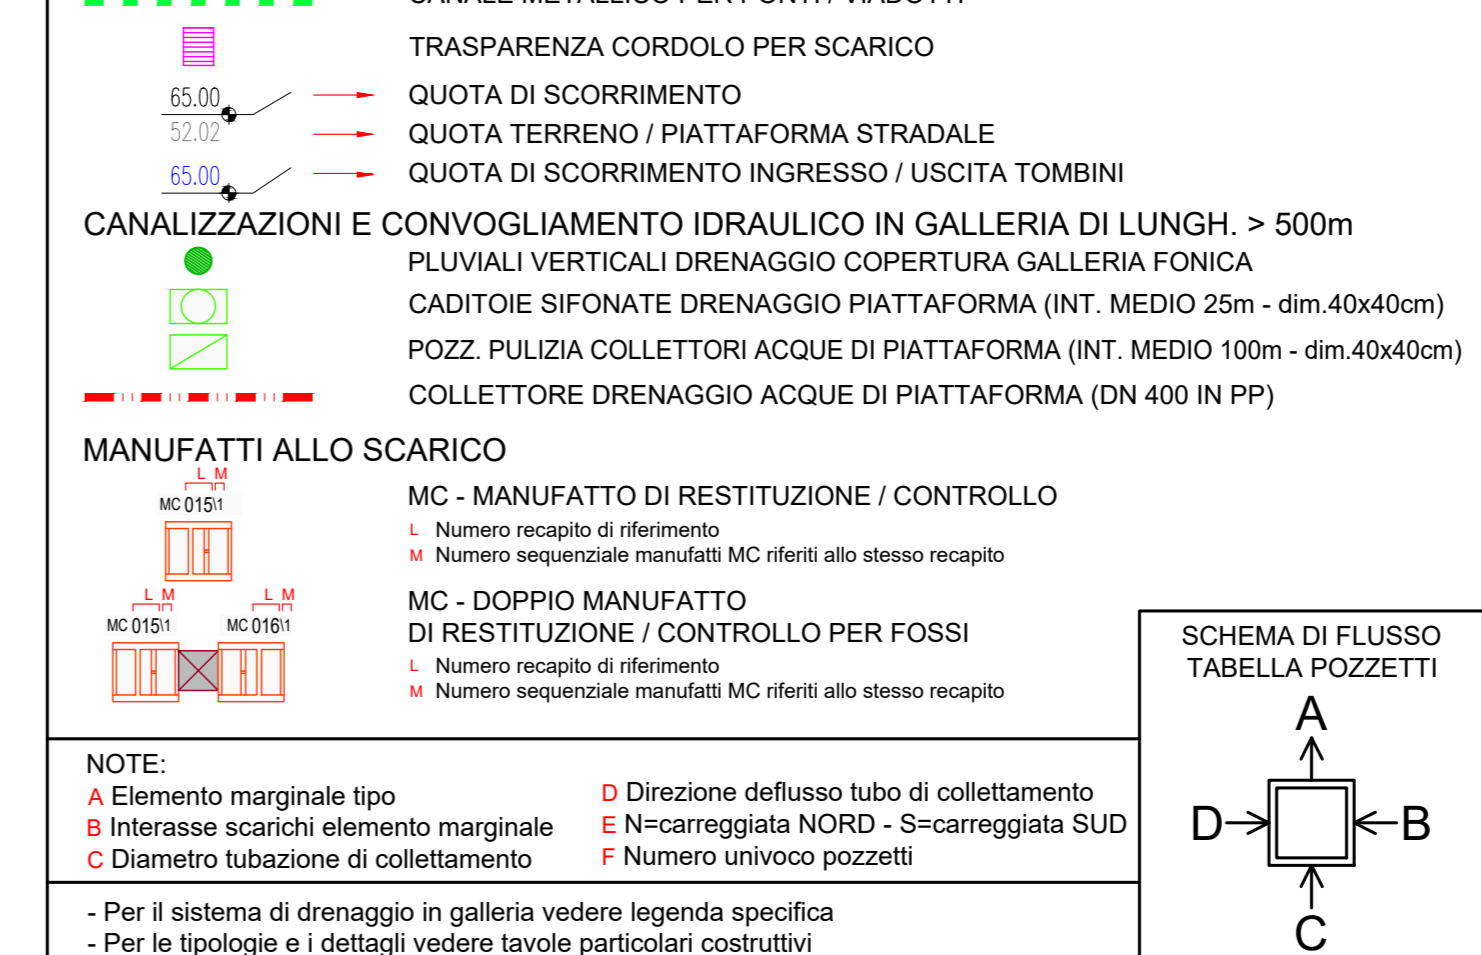 CANALE METALLICO PER PONTI / VIADOTTI
TRASPARENZA CORDOLO PER SCARICO
65.00 QUOTA DI SCORRIMENTO
52.02 QUOTA TERRENO / PIATTAFORMA STRADALE
65.00 QUOTA DI SCORRIMENTO INGRESSO / USCITA TOMBINI
CANALIZZAZIONI E CONVOGLIAMENTO IDRAULICO IN GALLERIA DI LUNGH. > 500m
PLUVIALI VERTICALI DRENAGGIO COPERTURA GALLERIA FONICA
CADITOIE SIFONATE DRENAGGIO PIATTAFORMA (INT. MEDIO 25m - dim.40x40cm)
POZZ. PULIZIA COLLETTORI ACQUE DI PIATTAFORMA (INT. MEDIO 100m - dim.40x40cm)
COLLETTORE DRENAGGIO ACQUE DI PIATTAFORMA (DN 400 IN PP)
MANUFATTI ALLO SCARICO
L M
MC 015\1
MC - MANUFATTO DI RESTITUZIONE / CONTROLLO
L Numero recapito di riferimento
M Numero sequenziale manufatti MC riferiti allo stesso recapito
L M L M
MC 015\1 MC 016\1
MC - DOPPIO MANUFATTO
DI RESTITUZIONE / CONTROLLO PER FOSSI
L Numero recapito di riferimento
M Numero sequenziale manufatti MC riferiti allo stesso recapito
NOTE:
A Elemento marginale tipo
B Interasse scarichi elemento marginale
C Diametro tubazione di collettamento
D Direzione deflusso tubo di collettamento
E N=carreggiata NORD - S=carreggiata SUD
F Numero univoco pozzetti
- Per il sistema di drenaggio in galleria vedere legenda specifica
- Per le tipologie e i dettagli vedere tavole particolari costruttivi
SCHEMA DI FLUSSO
TABELLA POZZETTI
A
D B
C